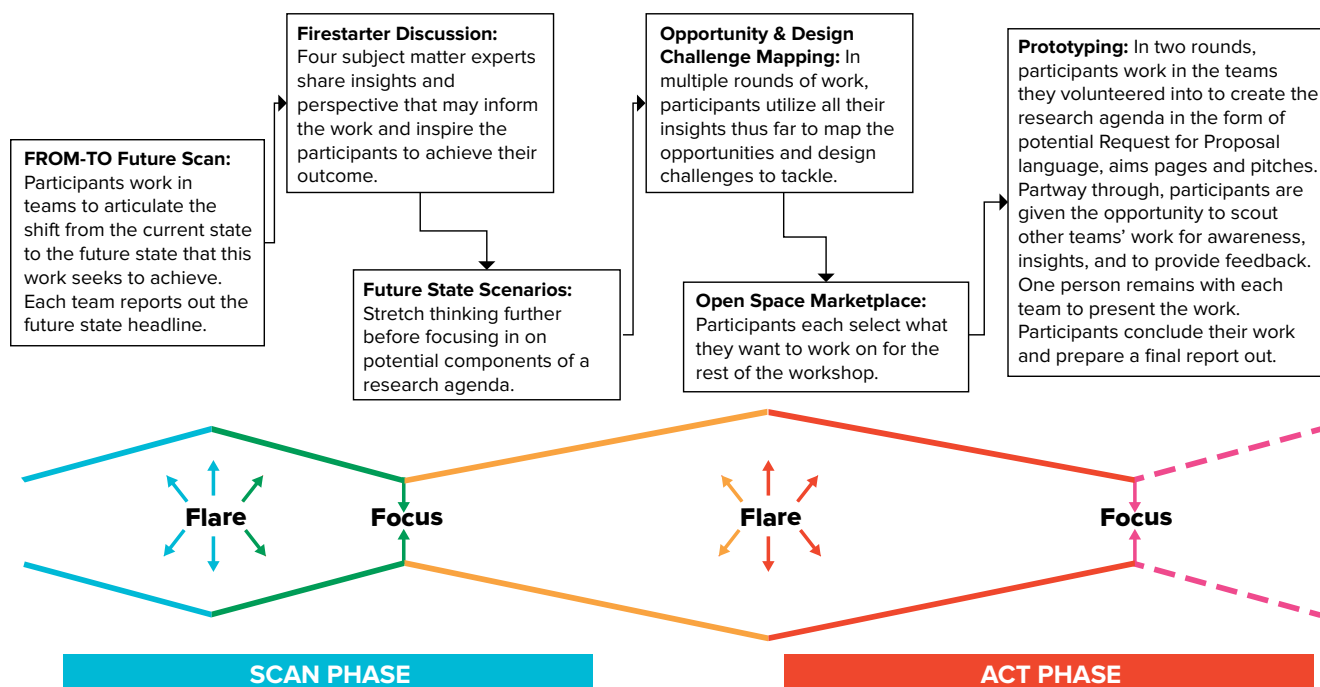 FROM-TO Future Scan:
Participants work in
teams to articulate the
shift from the current state
to the future state that this
work seeks to achieve.
Each team reports out the
future state headline.
Firestarter Discussion:
Four subject matter experts
share insights and
perspective that may inform
the work and inspire the
participants to achieve their
outcome.
Future State Scenarios:
Stretch thinking further
before focusing in on
potential components of a
research agenda.
Opportunity & Design
Challenge Mapping: In
multiple rounds of work,
participants utilize all their
insights thus far to map the
opportunities and design
challenges to tackle.
Open Space Marketplace:
Participants each select what
they want to work on for the
rest of the workshop.
Prototyping: In two rounds,
participants work in the teams
they volunteered into to create the
research agenda in the form of
potential Request for Proposal
language, aims pages and pitches.
Partway through, participants are
given the opportunity to scout
other teams’ work for awareness,
insights, and to provide feedback.
One person remains with each
team to present the work.
Participants conclude their work
and prepare a final report out.
Flare
Focus
Flare
Focus
SCAN PHASE
ACT PHASE